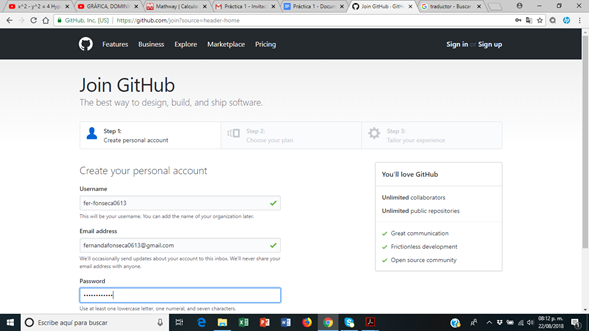 x^2 - y^2 = 4 Hyp
GRÁFICA, DOMINI
Mathway | Calculad
Práctica 1 - Invitad
Práctica 1 - Docum
Join GitHub · GitH
traductor - Buscar
GitHub, Inc. [US] | https://github.com/join?source=header-home
Features Business Explore Marketplace Pricing Sign in or Sign up
Join GitHub
The best way to design, build, and ship software.
Step 1:
Create personal account
Step 2:
Choose your plan
Step 3:
Tailor your experience
Create your personal account
Username
fer-fonseca0613
This will be your username. You can add the name of your organization later.
Email address
fernandafonseca0613@gmail.com
We'll occasionally send updates about your account to this inbox. We'll never share your
email address with anyone.
Password
••••••••••••
Use at least one lowercase letter, one numeral, and seven characters.
You'll love GitHub
Unlimited collaborators
Unlimited public repositories
Great communication
Frictionless development
Open source community
Escribe aquí para buscar
08:12 p. m.
22/08/2018